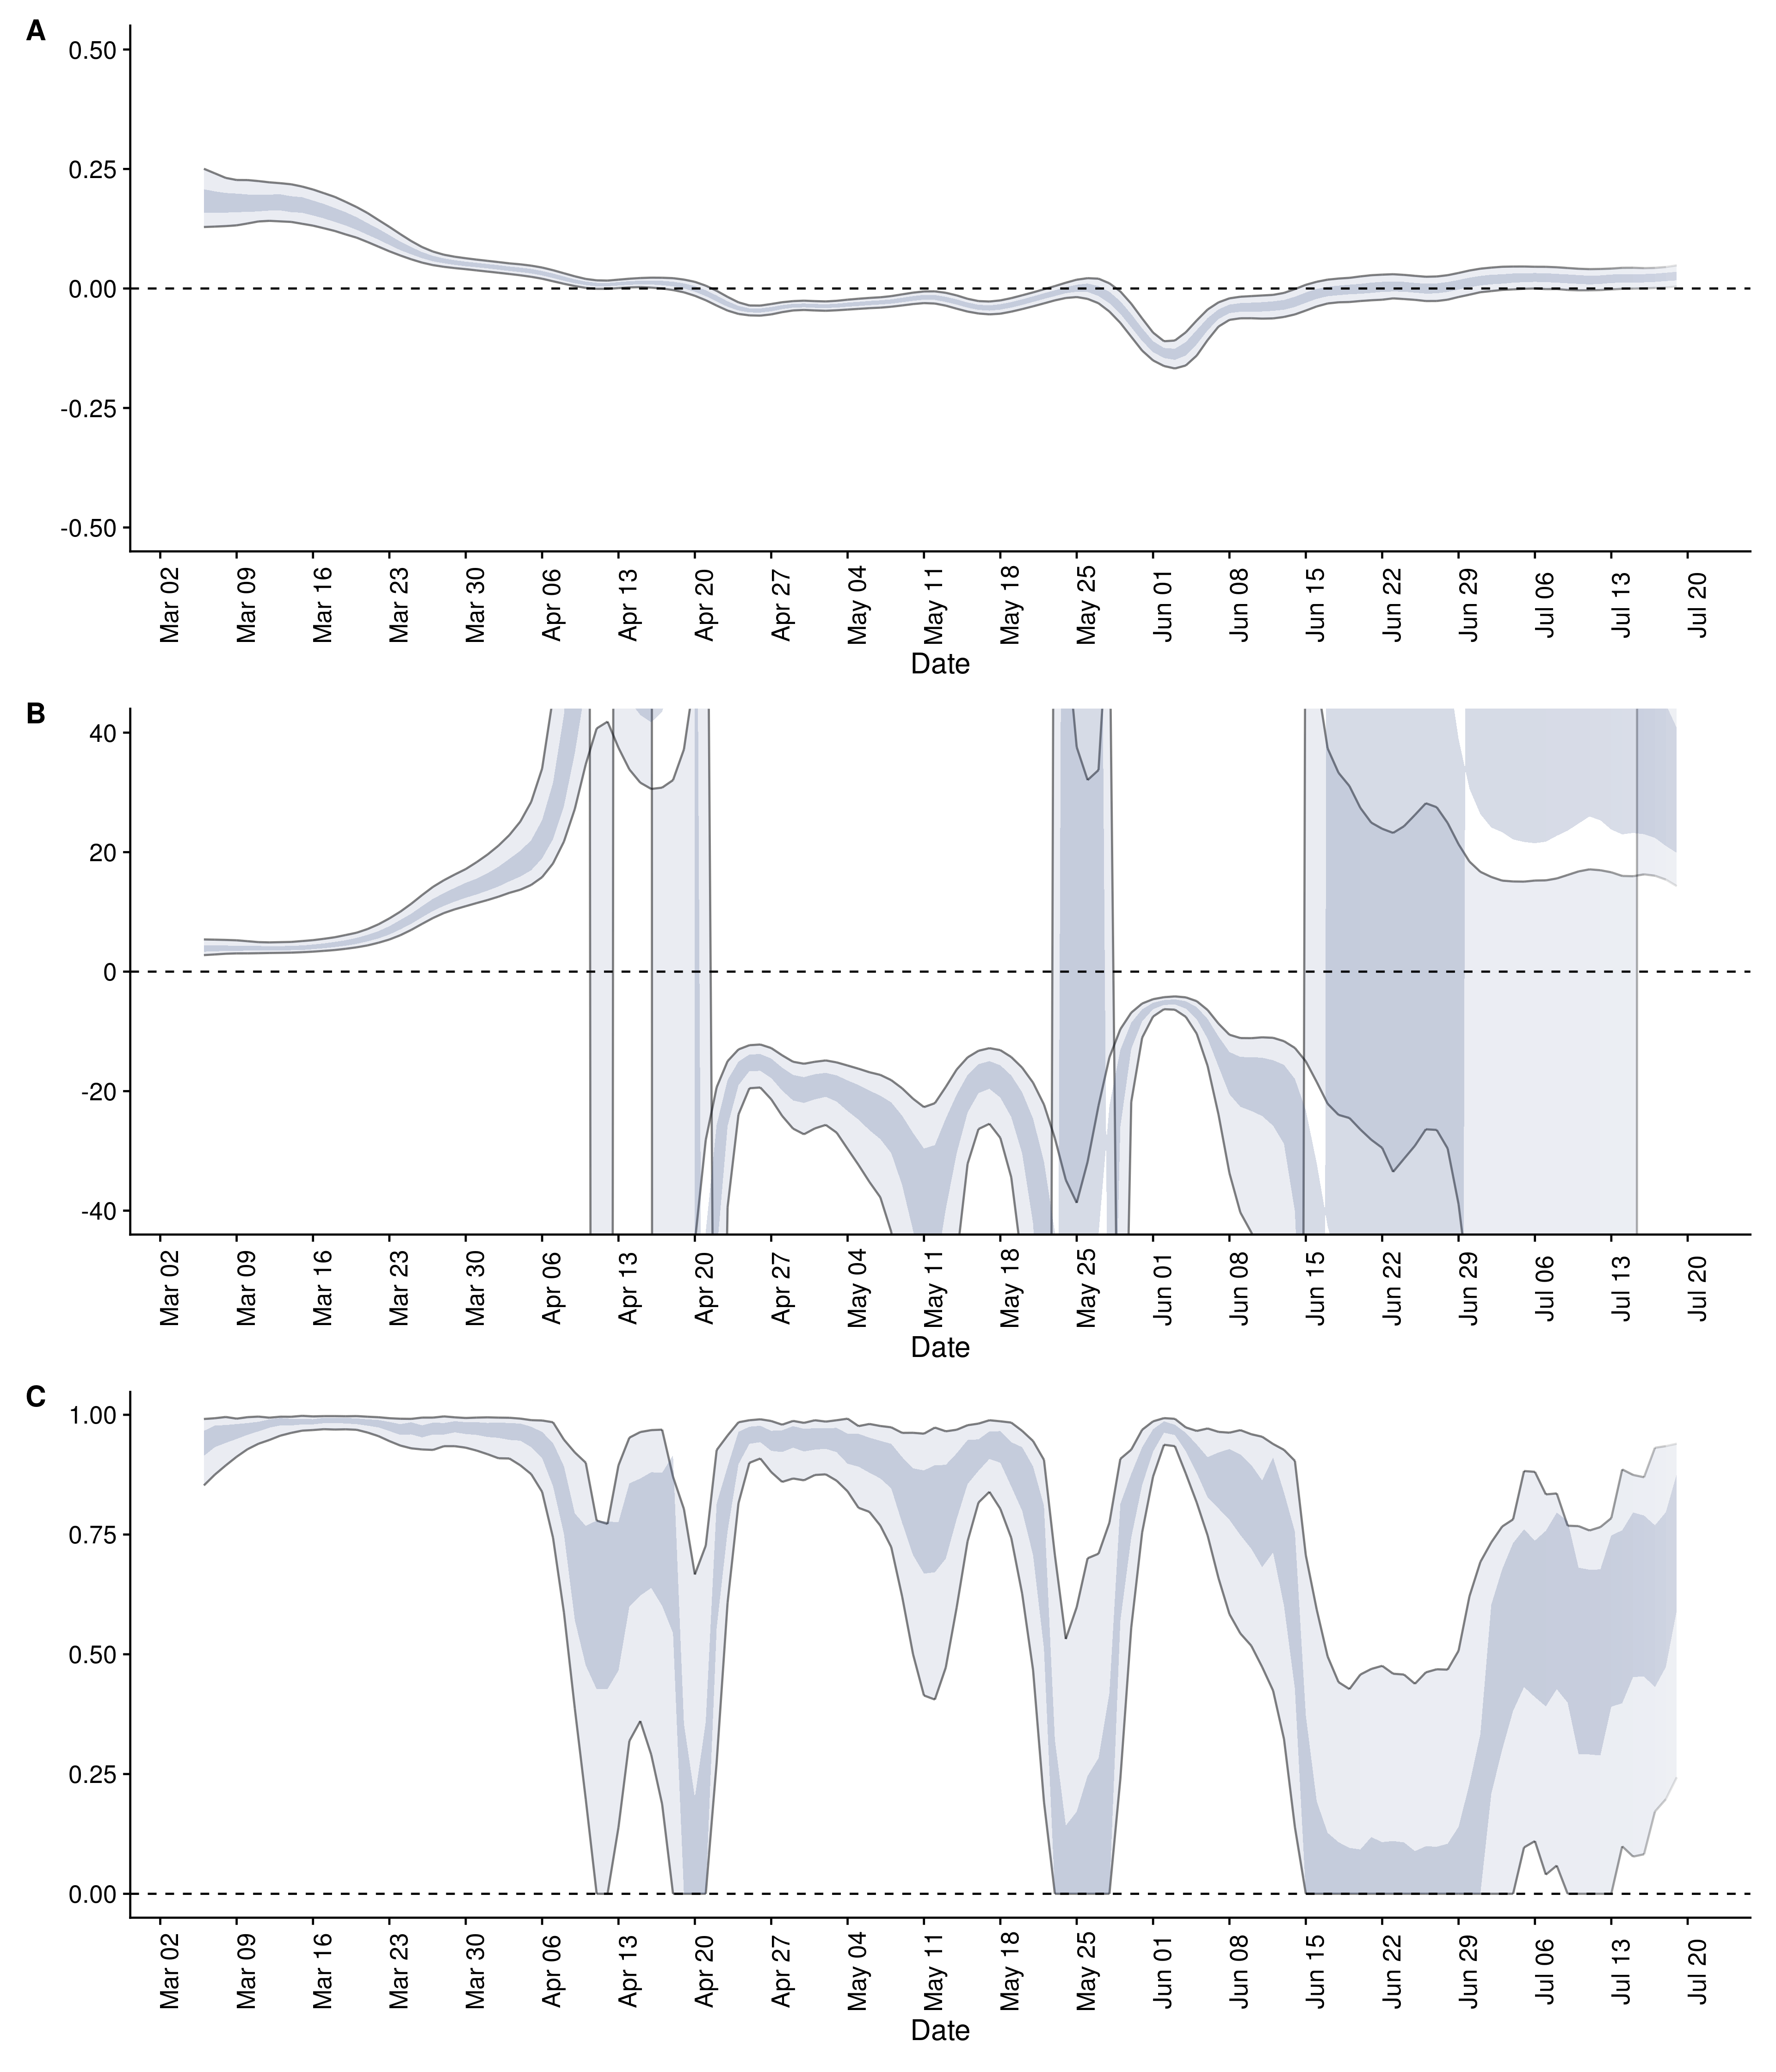 A
0.50
0.25
0.00
-0.25
-0.50
Mar 02
Mar 09
Mar 16
Mar 23
Mar 30
Apr 06
Apr 13
Apr 20
Apr 27
May 04
May 11
May 18
May 25
Jun 01
Jun 08
Jun 15
Jun 22
Jun 29
Jul 06
Jul 13
Jul 20
Date
B
40
20
0
-20
-40
Mar 02
Mar 09
Mar 16
Mar 23
Mar 30
Apr 06
Apr 13
Apr 20
Apr 27
May 04
May 11
May 18
May 25
Jun 01
Jun 08
Jun 15
Jun 22
Jun 29
Jul 06
Jul 13
Jul 20
Date
C
1.00
0.75
0.50
0.25
0.00
Mar 02
Mar 09
Mar 16
Mar 23
Mar 30
Apr 06
Apr 13
Apr 20
Apr 27
May 04
May 11
May 18
May 25
Jun 01
Jun 08
Jun 15
Jun 22
Jun 29
Jul 06
Jul 13
Jul 20
Date